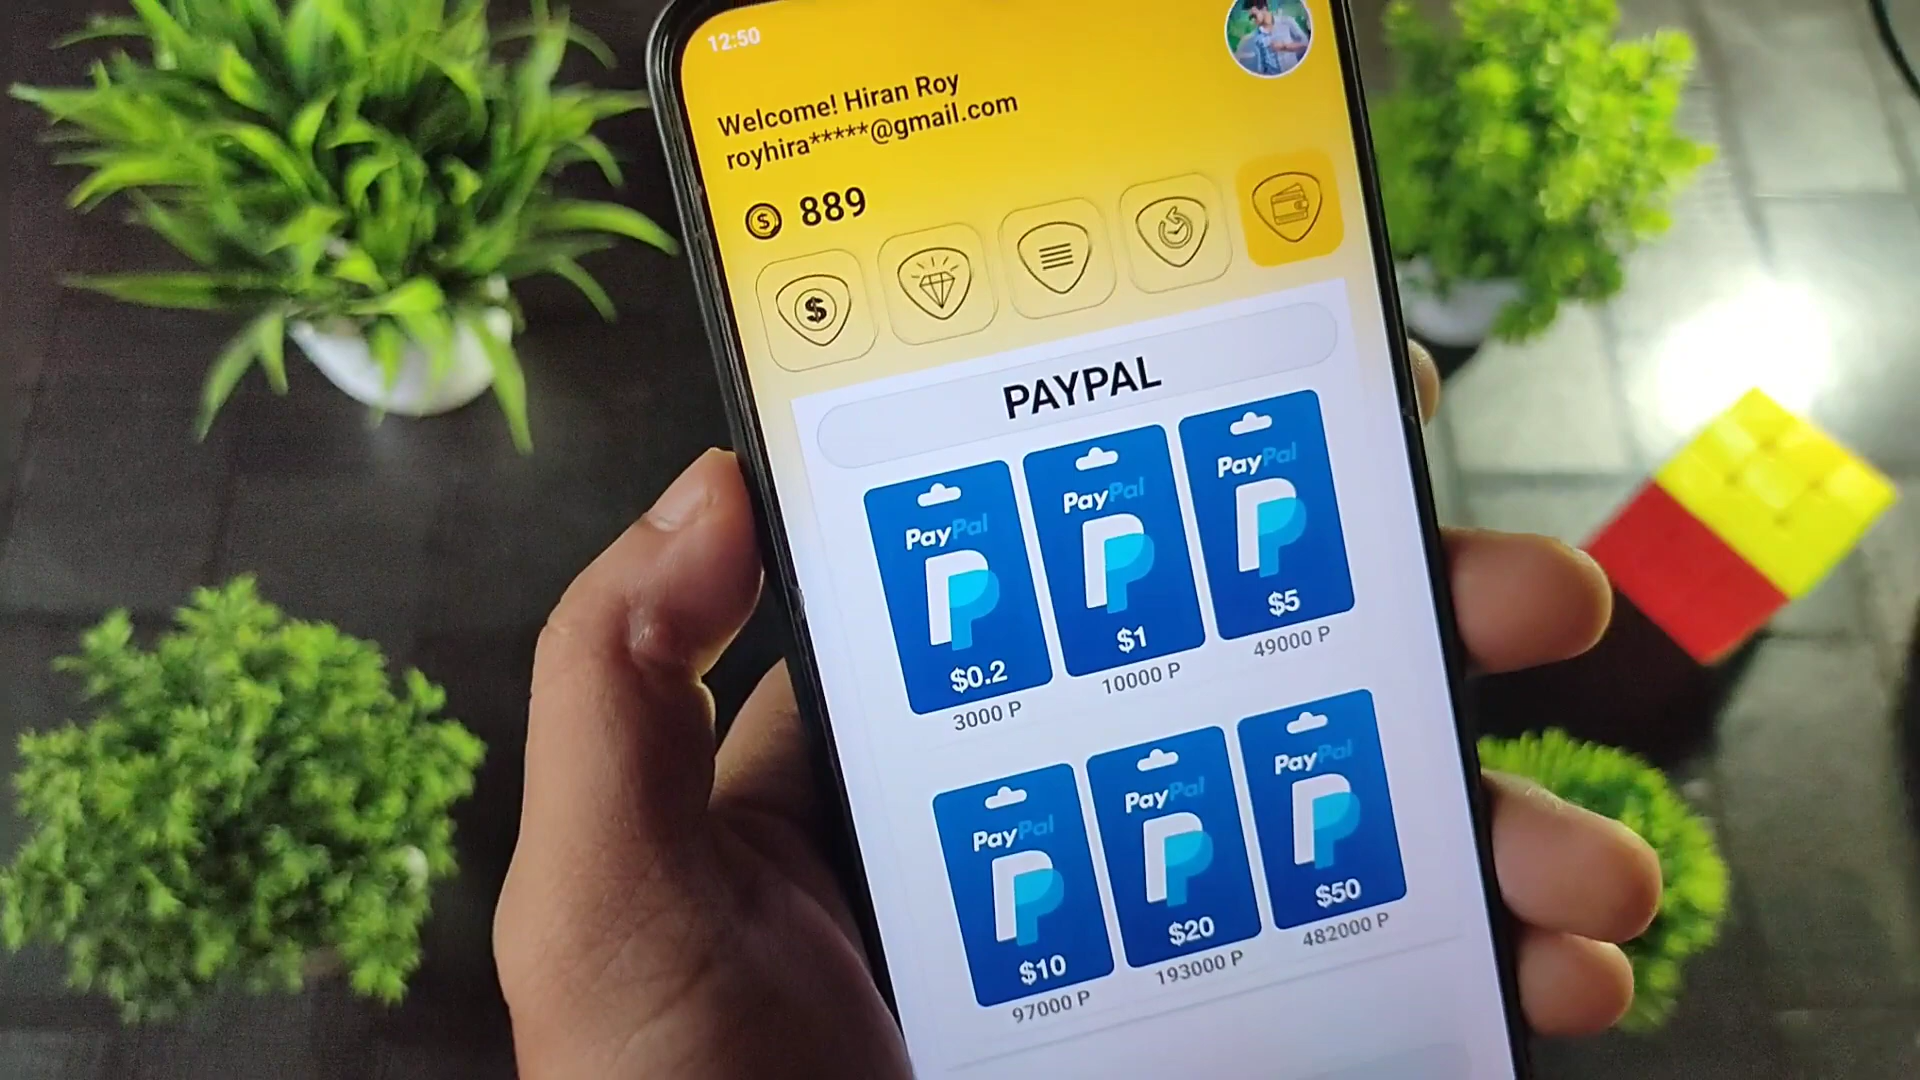 12:50
Welcome! Hiran Roy
royhira*****@gmail.com
889
PAYPAL
PayPal
$0.2
3000 P
PayPal
$1
10000 P
PayPal
$5
49000 P
PayPal
$10
97000 P
PayPal
$20
193000 P
PayPal
$50
482000 P